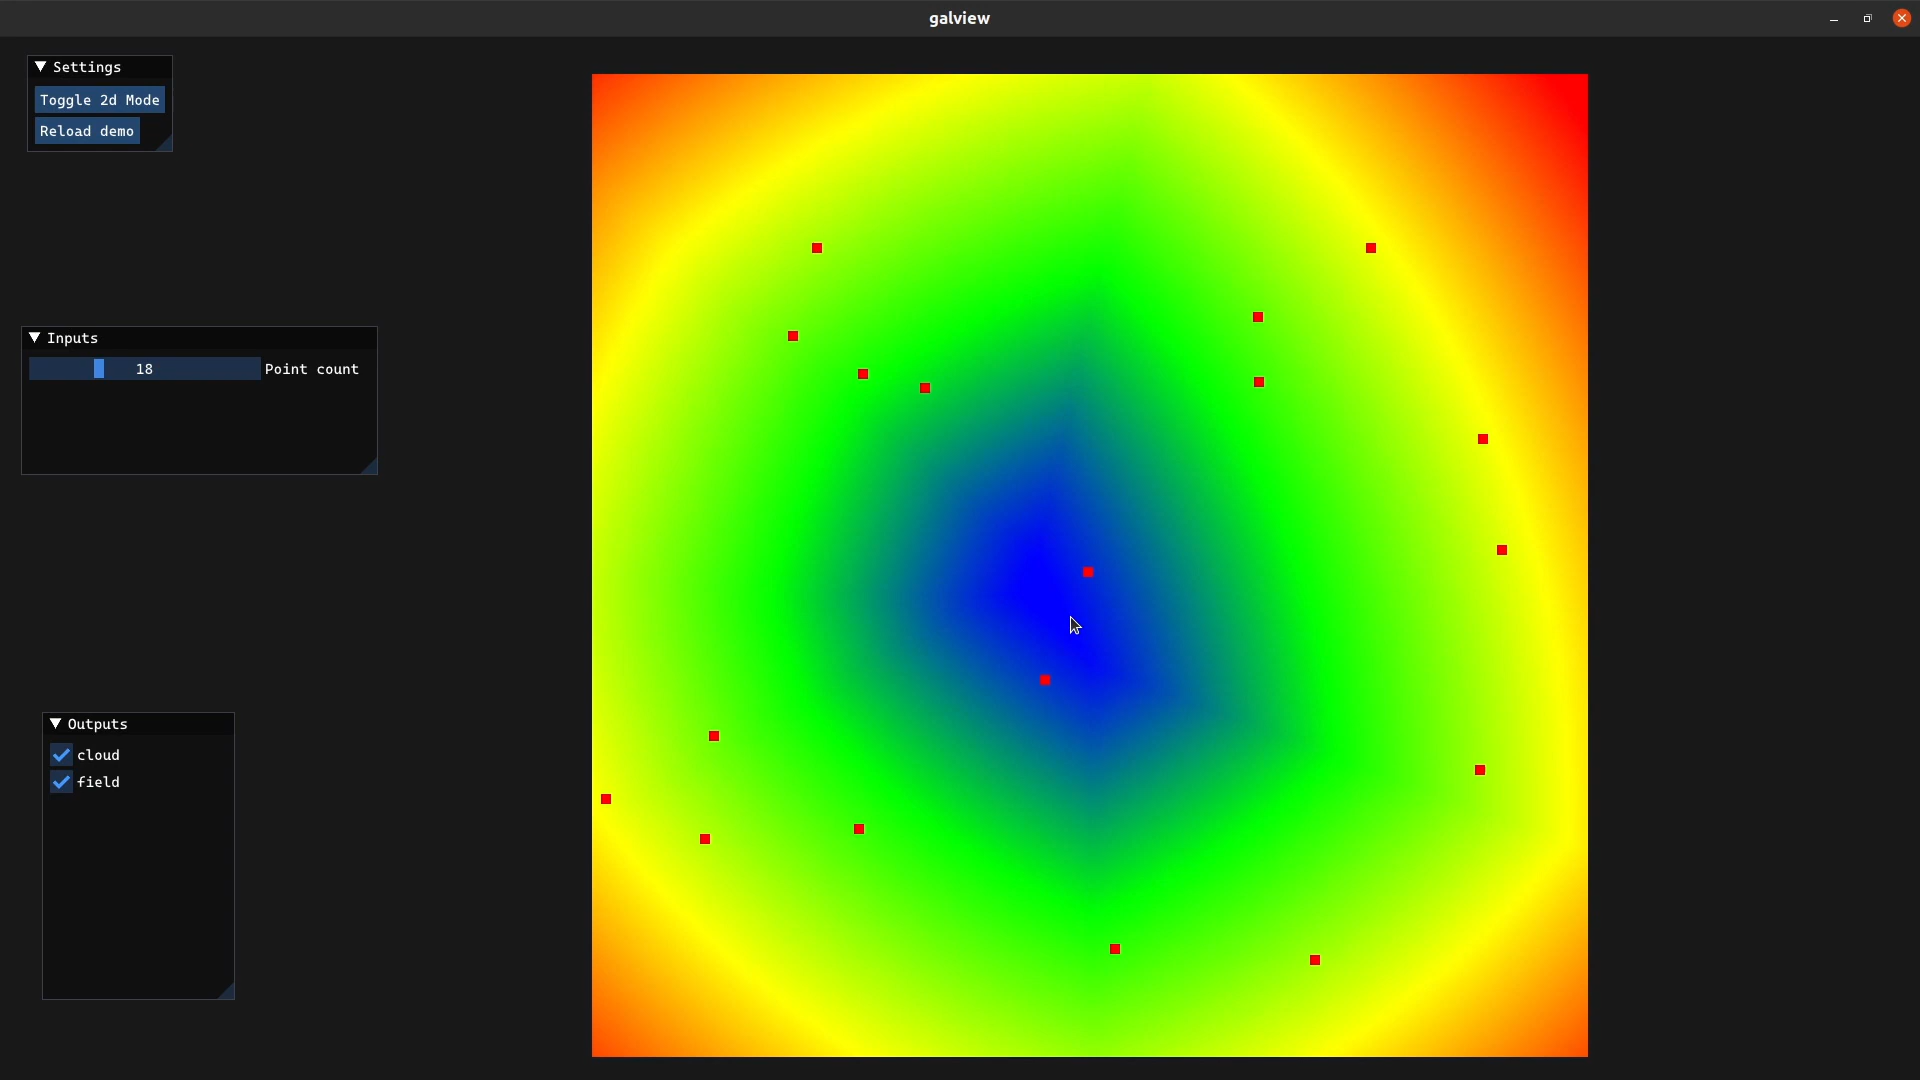 galview
Settings
Toggle 2d Mode
Reload demo
Inputs
18 Point count
Outputs
cloud
field